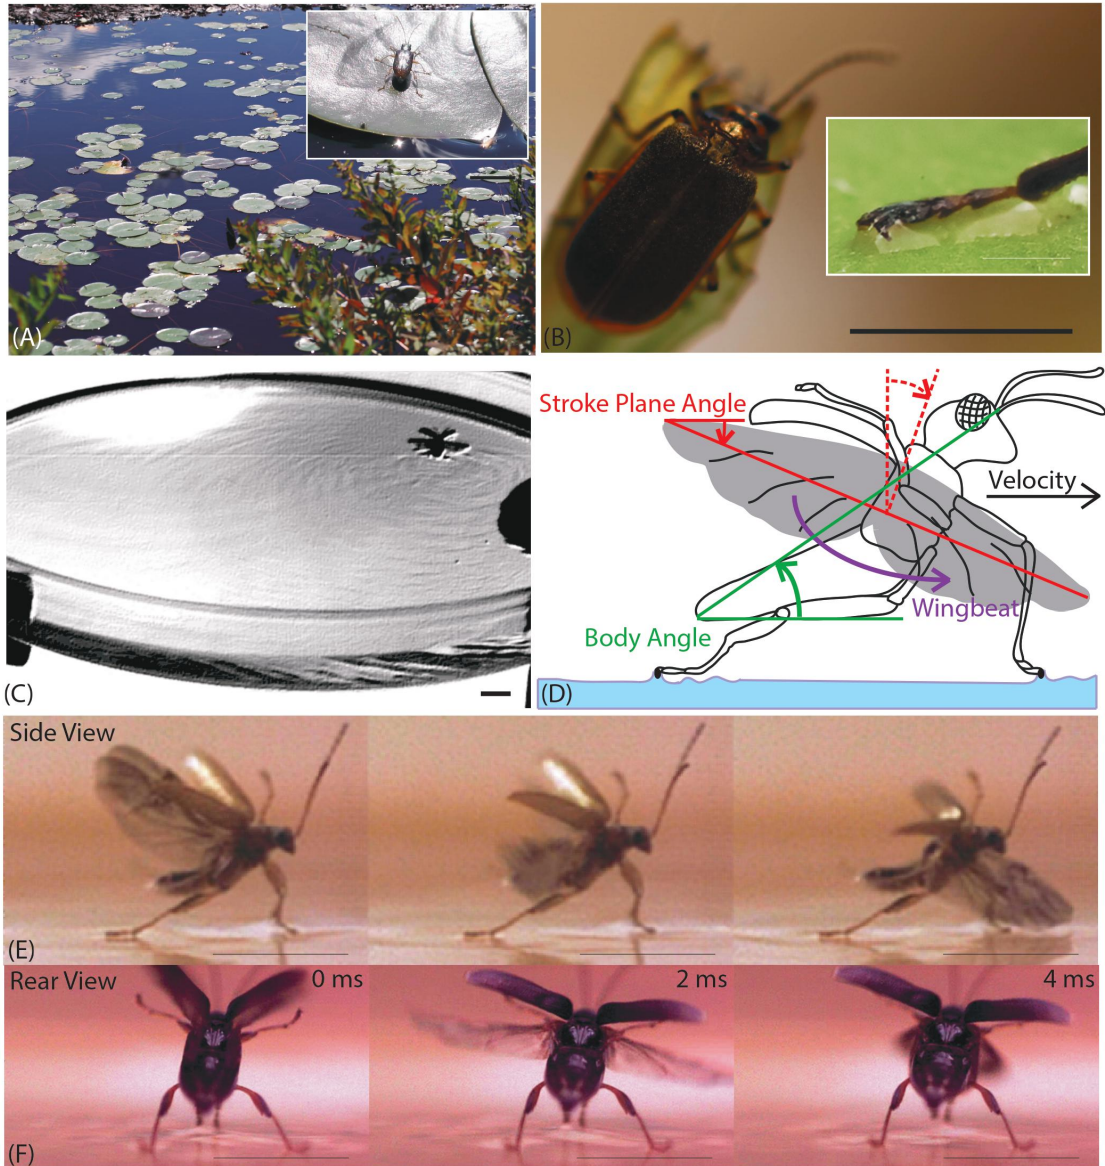 (A)
(B)
(C)
Stroke Plane Angle
Velocity
Wingbeat
Body Angle
(D)
Side View
(E)
Rear View
0 ms
2 ms
4 ms
(F)